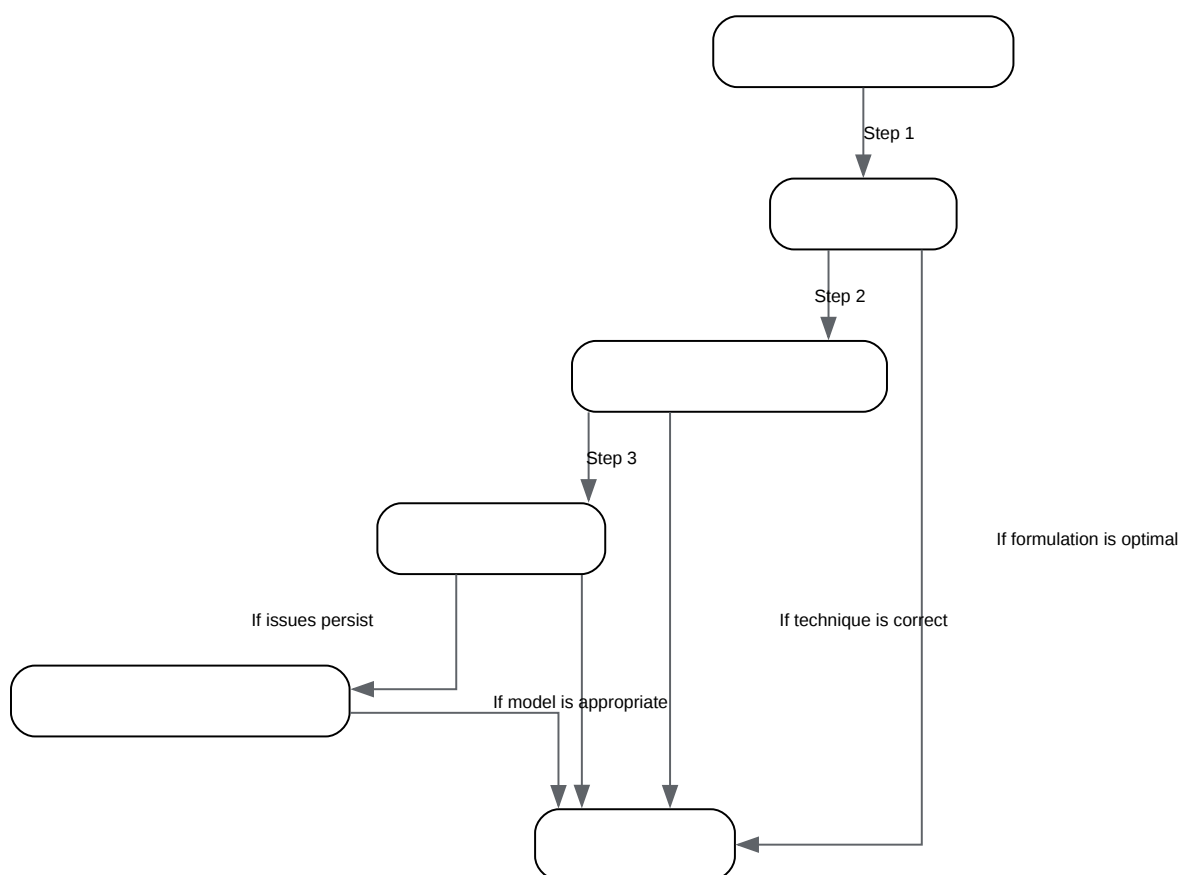 Step 1
Step 2
Step 3
If formulation is optimal
If issues persist
If technique is correct
If model is appropriate